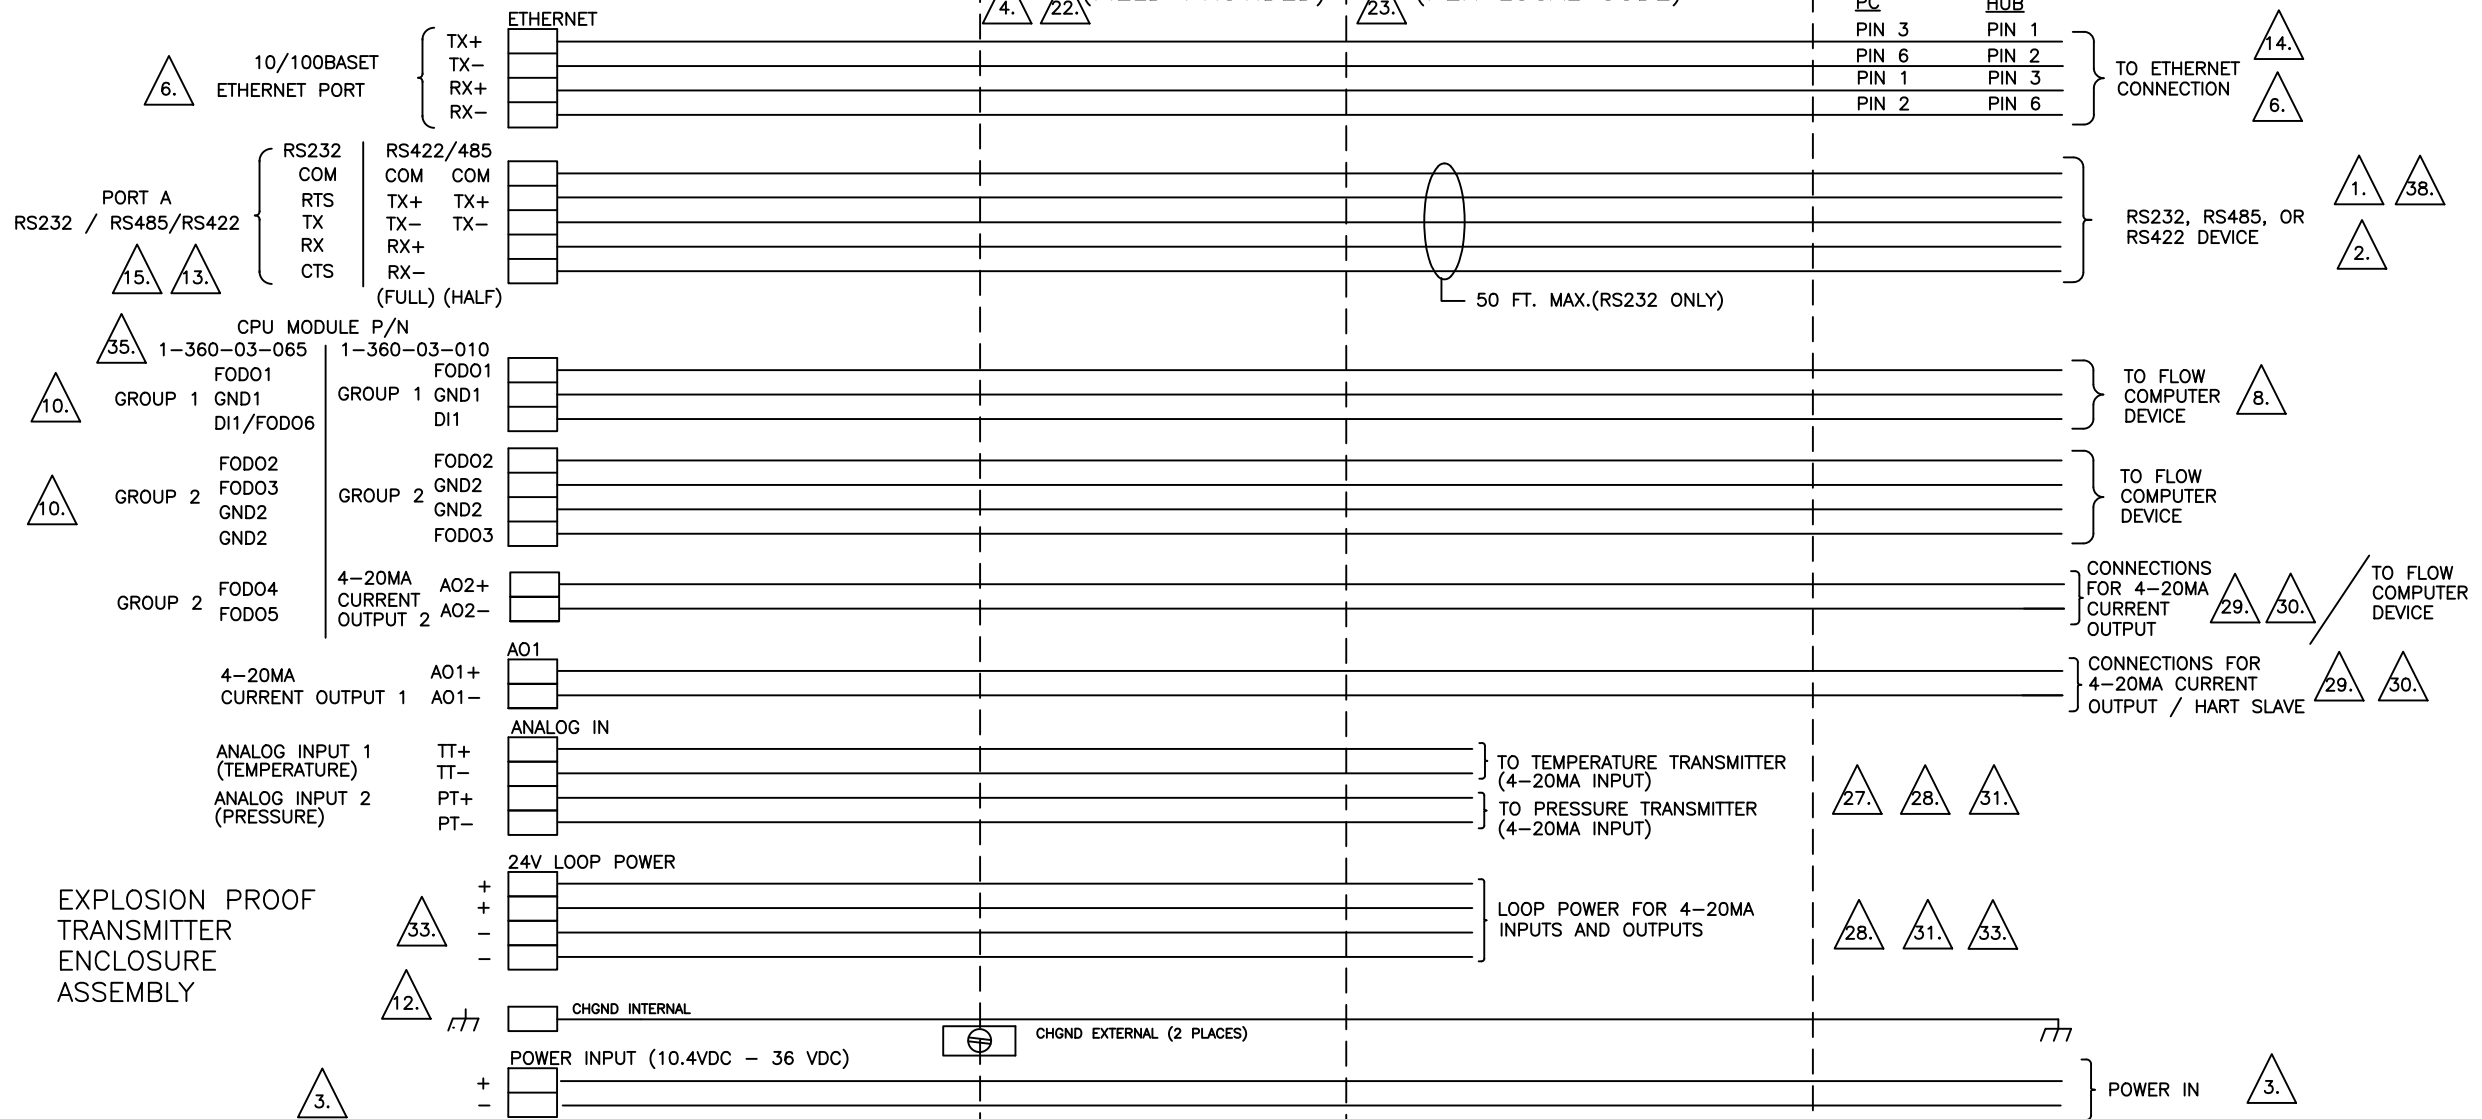 4. 22. 23.
PC HUB
ETHERNET
6.
10/100BASET
ETHERNET PORT
TX+
TX-
RX+
RX-
PIN 3 PIN 1
PIN 6 PIN 2
PIN 1 PIN 3
PIN 2 PIN 6
TO ETHERNET
CONNECTION
14.
6.
PORT A
RS232 / RS485/RS422
15. 13.
RS232 RS422/485
COM COM COM
RTS TX+ TX+
TX TX- TX-
RX RX+
CTS RX-
(FULL) (HALF)
50 FT. MAX.(RS232 ONLY)
RS232, RS485, OR
RS422 DEVICE
1. 38.
2.
CPU MODULE P/N
35. 1-360-03-065 1-360-03-010
10.
GROUP 1
FODO1
GND1
DI1/FODO6
GROUP 1
FODO1
GND1
DI1
TO FLOW
COMPUTER
DEVICE
8.
10.
GROUP 2
FODO2
FODO3
GND2
GND2
GROUP 2
FODO2
GND2
GND2
FODO3
TO FLOW
COMPUTER
DEVICE
GROUP 2
FODO4
FODO5
4-20MA
CURRENT
OUTPUT 2
AO2+
AO2-
CONNECTIONS
FOR 4-20MA
CURRENT
OUTPUT
29. 30.
/
TO FLOW
COMPUTER
DEVICE
AO1
4-20MA
CURRENT OUTPUT 1
AO1+
AO1-
CONNECTIONS FOR
4-20MA CURRENT
OUTPUT / HART SLAVE
29. 30.
ANALOG IN
ANALOG INPUT 1
(TEMPERATURE)
TT+
TT-
ANALOG INPUT 2
(PRESSURE)
PT+
PT-
TO TEMPERATURE TRANSMITTER
(4-20MA INPUT)
TO PRESSURE TRANSMITTER
(4-20MA INPUT)
27. 28. 31.
24V LOOP POWER
EXPLOSION PROOF
TRANSMITTER
ENCLOSURE
ASSEMBLY
33.
+
+
-
-
LOOP POWER FOR 4-20MA
INPUTS AND OUTPUTS
28. 31. 33.
12.
CHGND INTERNAL
CHGND EXTERNAL (2 PLACES)
POWER INPUT (10.4VDC - 36 VDC)
3.
+
-
POWER IN
3.